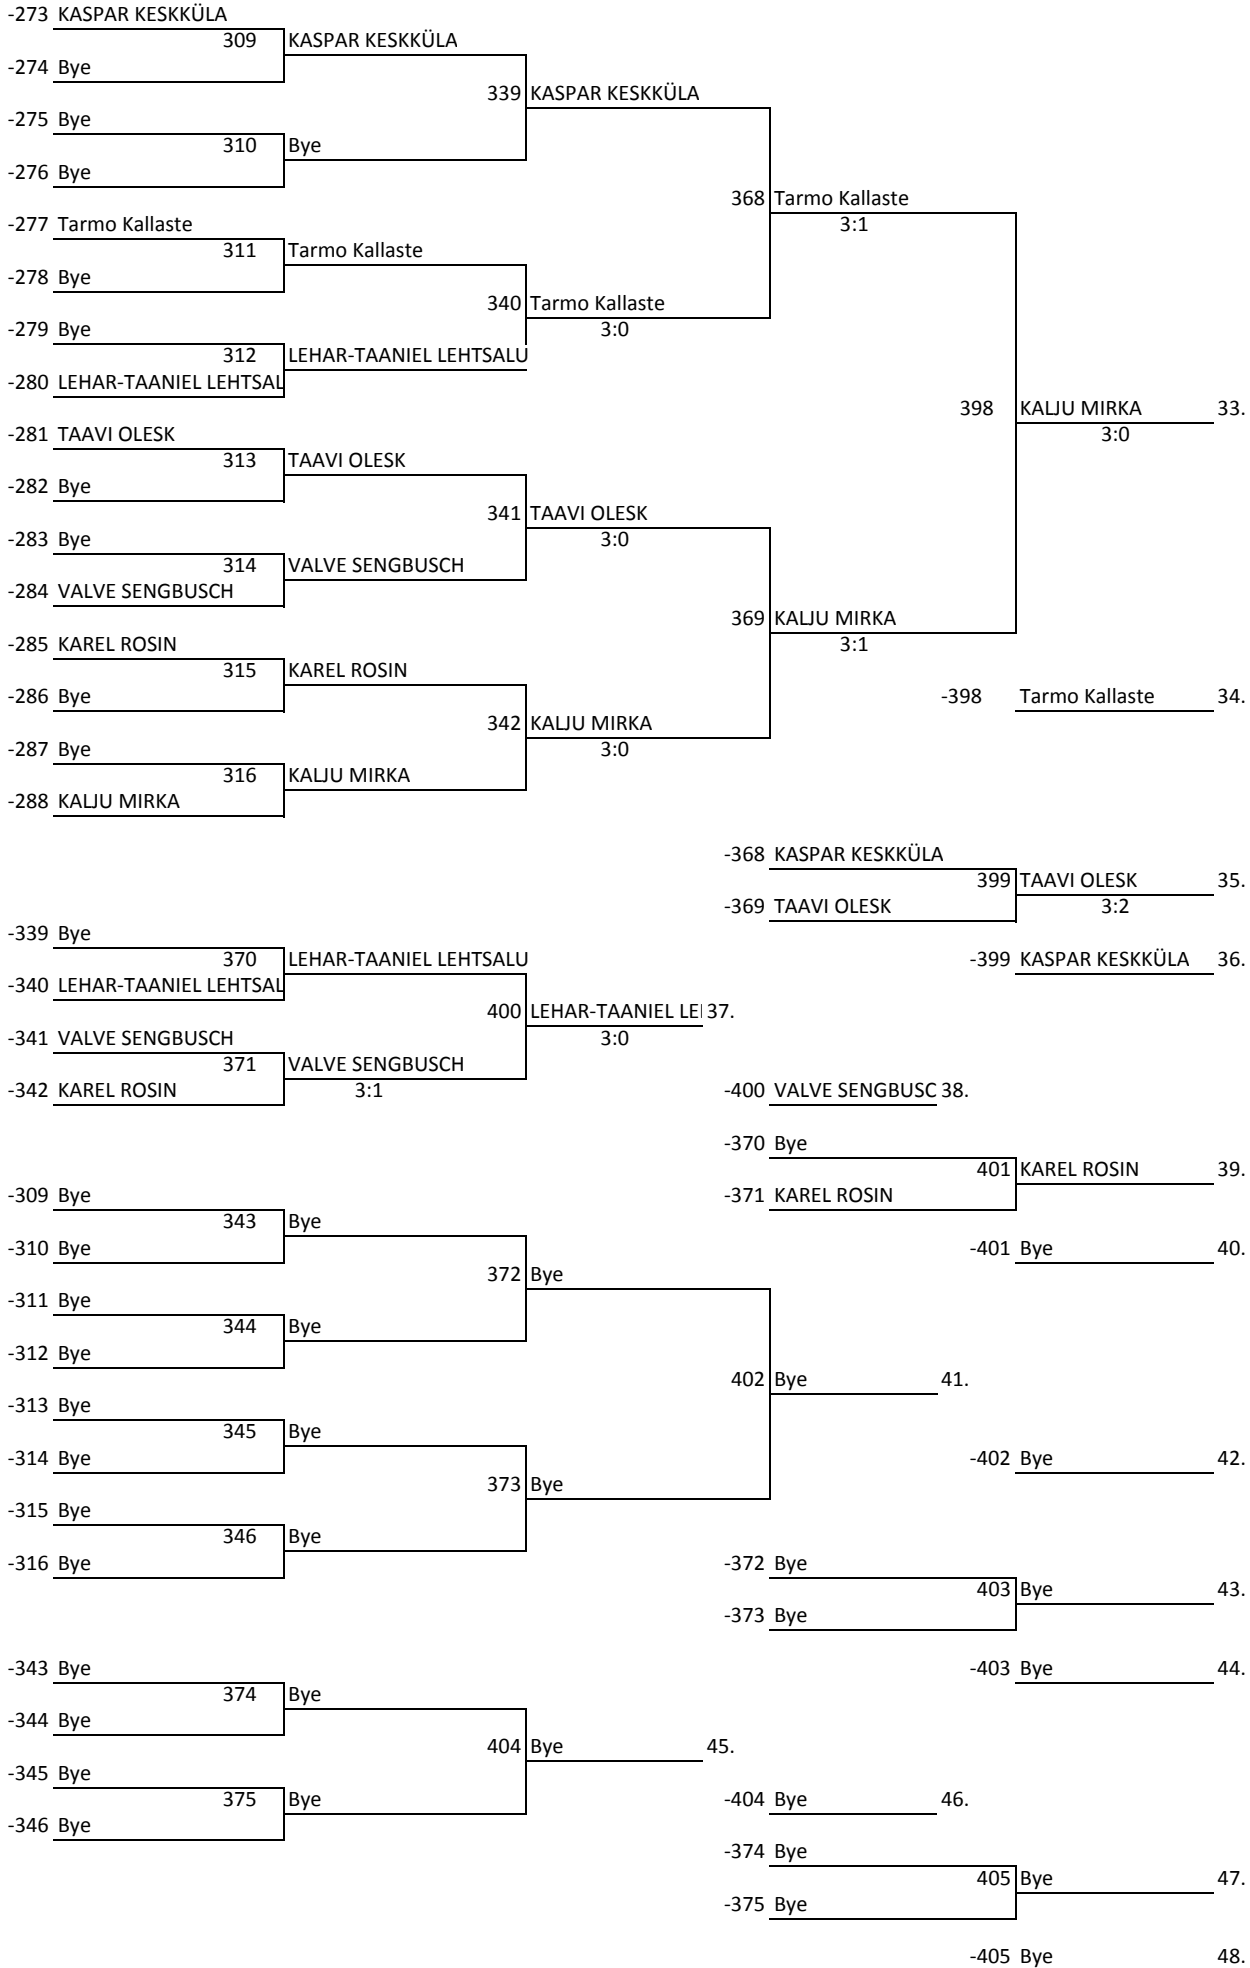 -273 KASPAR KESKKÜLA
309 KASPAR KESKKÜLA
-274 Bye
339 KASPAR KESKKÜLA
-275 Bye
310 Bye
-276 Bye
368 Tarmo Kallaste
3:1
-277 Tarmo Kallaste
311 Tarmo Kallaste
-278 Bye
340 Tarmo Kallaste
3:0
-279 Bye
312 LEHAR-TAANIEL LEHTSALU
-280 LEHAR-TAANIEL LEHTSAL
398 KALJU MIRKA 33.
3:0
-281 TAAVI OLESK
313 TAAVI OLESK
-282 Bye
341 TAAVI OLESK
3:0
-283 Bye
314 VALVE SENGBUSCH
-284 VALVE SENGBUSCH
369 KALJU MIRKA
3:1
-285 KAREL ROSIN
315 KAREL ROSIN
-286 Bye
-398 Tarmo Kallaste 34.
342 KALJU MIRKA
3:0
-287 Bye
316 KALJU MIRKA
-288 KALJU MIRKA
-368 KASPAR KESKKÜLA
399 TAAVI OLESK 35.
3:2
-369 TAAVI OLESK
-339 Bye
370 LEHAR-TAANIEL LEHTSALU
-399 KASPAR KESKKÜLA 36.
-340 LEHAR-TAANIEL LEHTSAL
400 LEHAR-TAANIEL LE 37.
3:0
-341 VALVE SENGBUSCH
371 VALVE SENGBUSCH
3:1
-342 KAREL ROSIN
-400 VALVE SENGBUSC 38.
-370 Bye
401 KAREL ROSIN 39.
-371 KAREL ROSIN
-309 Bye
343 Bye
-310 Bye
-401 Bye 40.
372 Bye
-311 Bye
344 Bye
-312 Bye
402 Bye 41.
-313 Bye
345 Bye
-314 Bye
-402 Bye 42.
373 Bye
-315 Bye
346 Bye
-316 Bye
-372 Bye
403 Bye 43.
-373 Bye
-343 Bye
-403 Bye 44.
374 Bye
-344 Bye
404 Bye 45.
-345 Bye
375 Bye
-404 Bye 46.
-346 Bye
-374 Bye
405 Bye 47.
-375 Bye
-405 Bye 48.